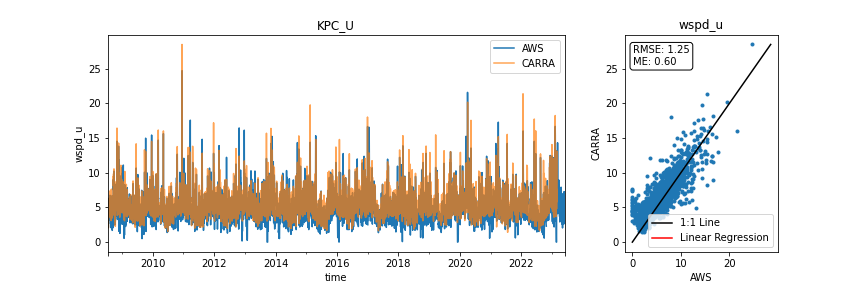 KPC_U
wspd_u
25
20
15
10
5
0
2010
2012
2014
2016
2018
2020
2022
time
AWS
CARRA
wspd_u
CARRA
25
20
15
10
5
0
0
10
20
AWS
RMSE: 1.25
ME: 0.60
1:1 Line
Linear Regression